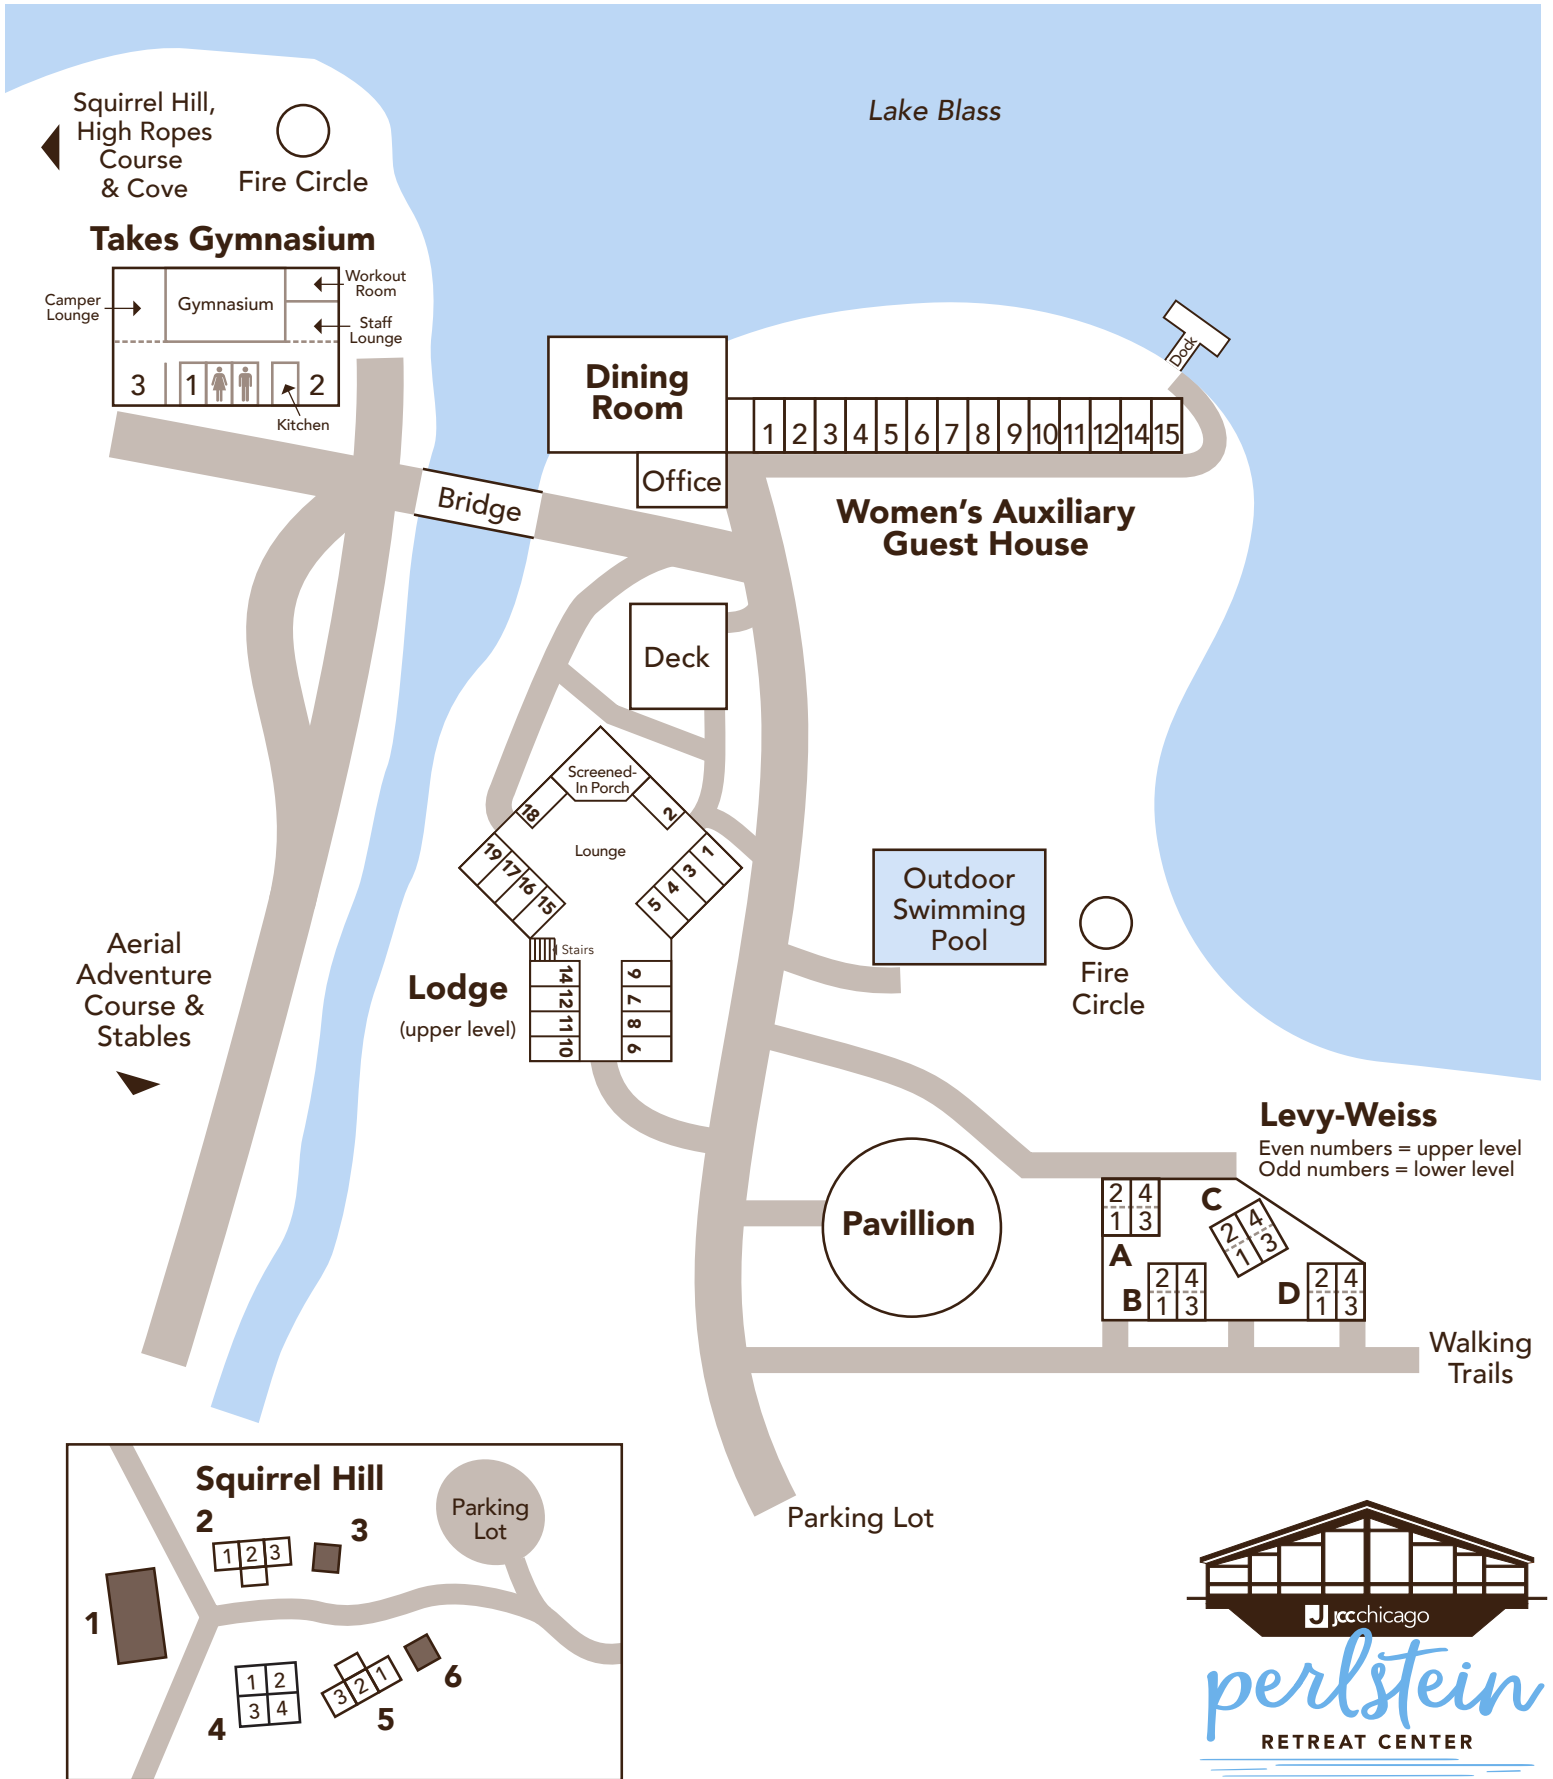 Lake Blass
Squirrel Hill,
High Ropes
Course
& Cove
Fire Circle
Takes Gymnasium
Camper
Lounge
Gymnasium
Workout
Room
Staff
Lounge
3
1
2
Kitchen
Bridge
Dining
Room
Office
1 2 3 4 5 6 7 8 9 10 11 12 14 15
Dock
Women's Auxiliary
Guest House
Deck
Screened-
In Porch
18
2
Lounge
19 17 16 15
1 3 4 5
Stairs
14 12 11 10
6 7 8 9
Lodge
(upper level)
Outdoor
Swimming
Pool
Fire
Circle
Aerial
Adventure
Course &
Stables
Levy-Weiss
Even numbers = upper level
Odd numbers = lower level
Pavillion
2 4
1 3
A
C
2 4
1 3
B
2 4
1 3
D
2 4
1 3
Walking
Trails
Parking Lot
Squirrel Hill
2
1 2 3
3
Parking
Lot
1
4
1 2
3 4
3 2 1
5
6
J jccchicago
perlstein
RETREAT CENTER